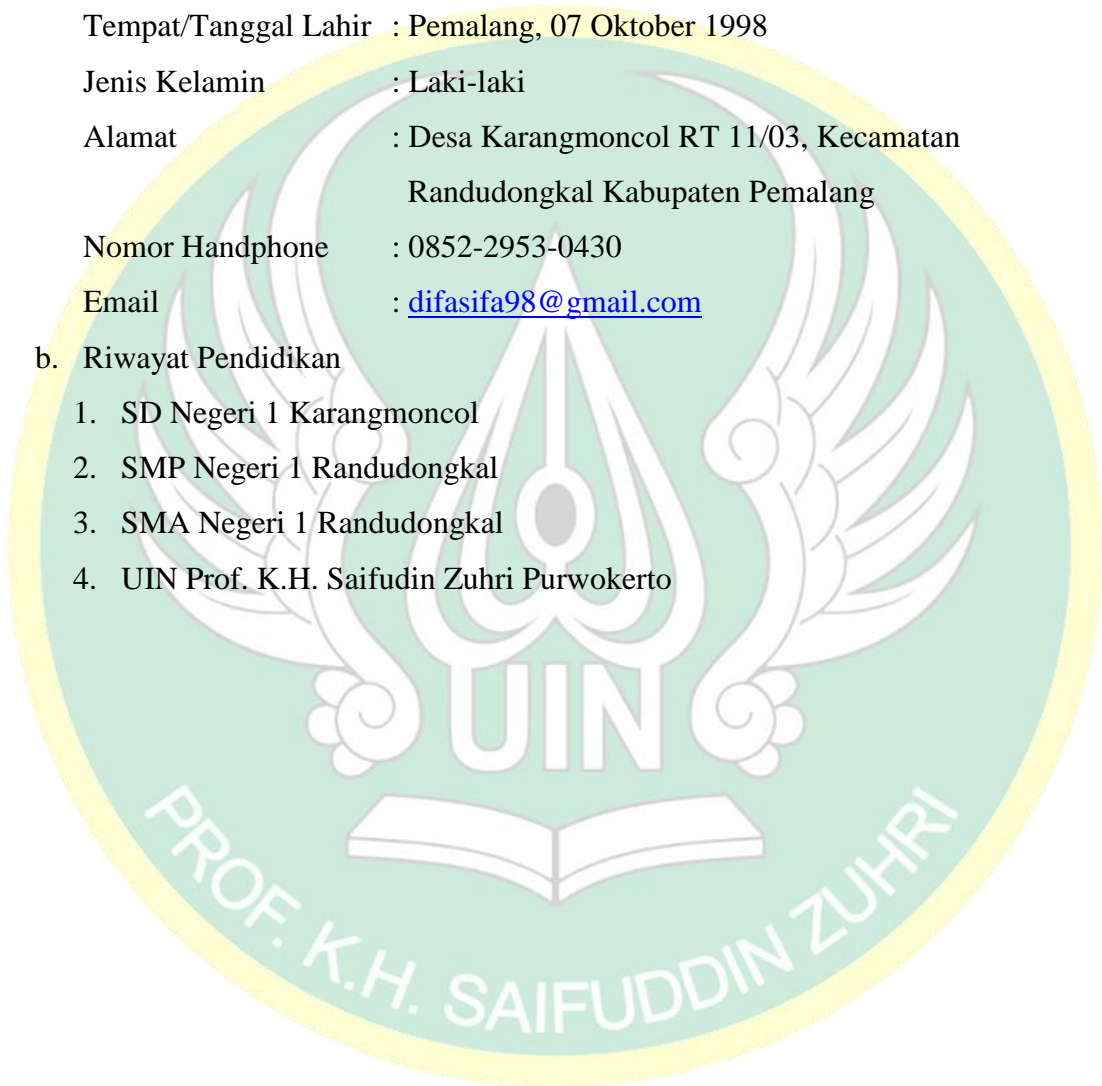 Tempat/Tanggal Lahir : Pemalang, 07 Oktober 1998
Jenis Kelamin : Laki-laki
Alamat : Desa Karangmoncol RT 11/03, Kecamatan
Randudongkal Kabupaten Pemalang
Nomor Handphone : 0852-2953-0430
Email : difasifa98@gmail.com
b. Riwayat Pendidikan
1. SD Negeri 1 Karangmoncol
2. SMP Negeri 1 Randudongkal
3. SMA Negeri 1 Randudongkal
4. UIN Prof. K.H. Saifudin Zuhri Purwokerto
UIN
PROF. K.H. SAIFUDDIN ZUHRI